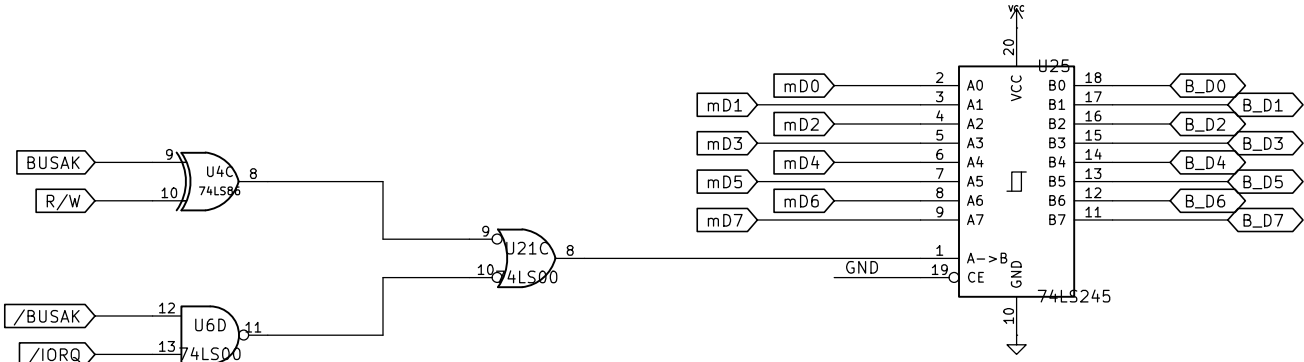 VCC
20
U25
mD0 2 A0 VCC B0 18 B_D0
mD1 3 A1 B1 17 B_D1
mD2 4 A2 B2 16 B_D2
mD3 5 A3 B3 15 B_D3
mD4 6 A4 B4 14 B_D4
mD5 7 A5 B5 13 B_D5
mD6 8 A6 B6 12 B_D6
mD7 9 A7 B7 11 B_D7
BUSAK 9 U4C 8
R/W 10 74LS86
9 U21C 8
10 74LS00
1 A->B
GND 19 CE GND
74LS245
10
/BUSAK 12 U6D 11
/IORQ 13 74LS00